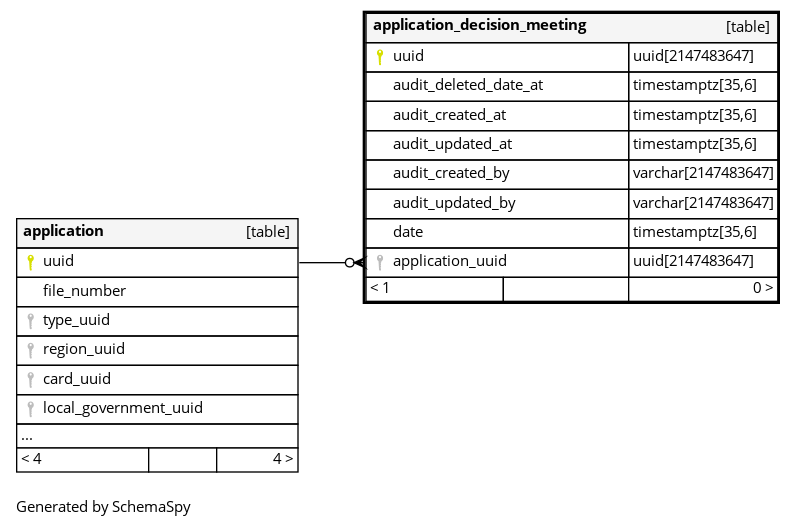 application_decision_meeting [table]
uuid uuid[2147483647]
audit_deleted_date_at timestamptz[35,6]
audit_created_at timestamptz[35,6]
audit_updated_at timestamptz[35,6]
audit_created_by varchar[2147483647]
audit_updated_by varchar[2147483647]
date timestamptz[35,6]
application_uuid uuid[2147483647]
< 1 0 >
application [table]
uuid
file_number
type_uuid
region_uuid
card_uuid
local_government_uuid
...
< 4 4 >
Generated by SchemaSpy